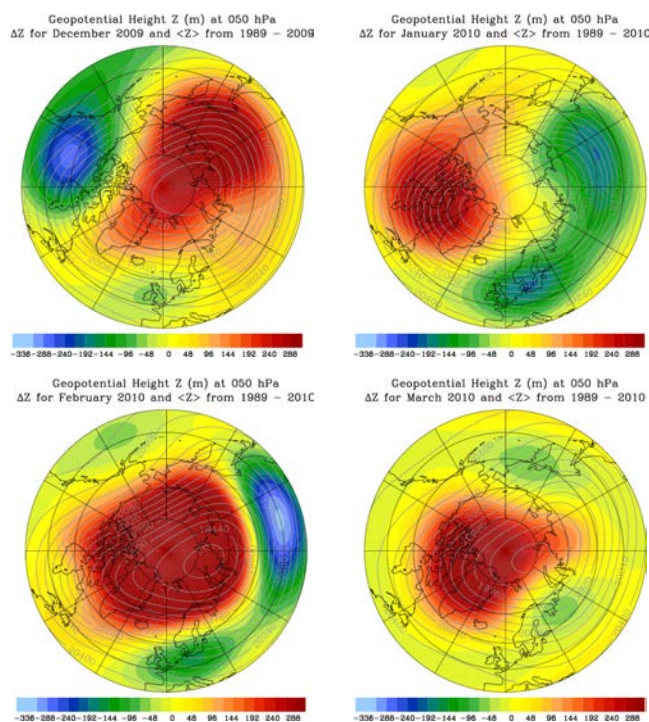 Geopotential Height Z (m) at 050 hPa
ΔZ for December 2009 and <Z> from 1989 - 2009
-336-288-240-192-144 -96 -48 0 48 96 144 192 240 288
Geopotential Height Z (m) at 050 hPa
ΔZ for January 2010 and <Z> from 1989 - 2010
-336-288-240-192-144 -96 -48 0 48 96 144 192 240 288
Geopotential Height Z (m) at 050 hPa
ΔZ for February 2010 and <Z> from 1989 - 2010
19440
20400
-336-288-240-192-144 -96 -48 0 48 96 144 192 240 288
Geopotential Height Z (m) at 050 hPa
ΔZ for March 2010 and <Z> from 1989 - 2010
-336-288-240-192-144 -96 -48 0 48 96 144 192 240 288